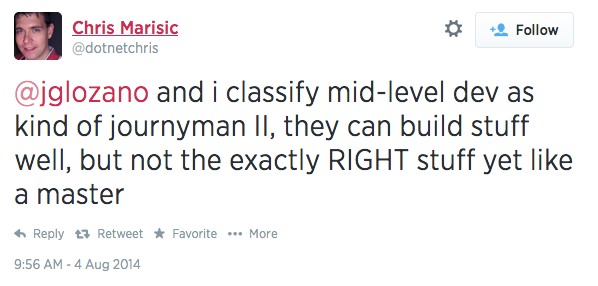 Chris Marisic
@dotnetchris
Follow
@jglozano and i classify mid-level dev as
kind of journyman II, they can build stuff
well, but not the exactly RIGHT stuff yet like
a master
Reply Retweet Favorite More
9:56 AM - 4 Aug 2014